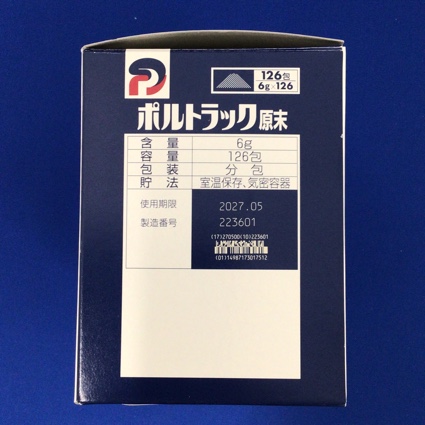 126包
6g×126
ポルトラック原末
含量 6g
容量 126包
包装 分包
貯法 室温保存、気密容器
使用期限 2027.05
製造番号 223601
(17)270500(10)223601
(01)14987173017512